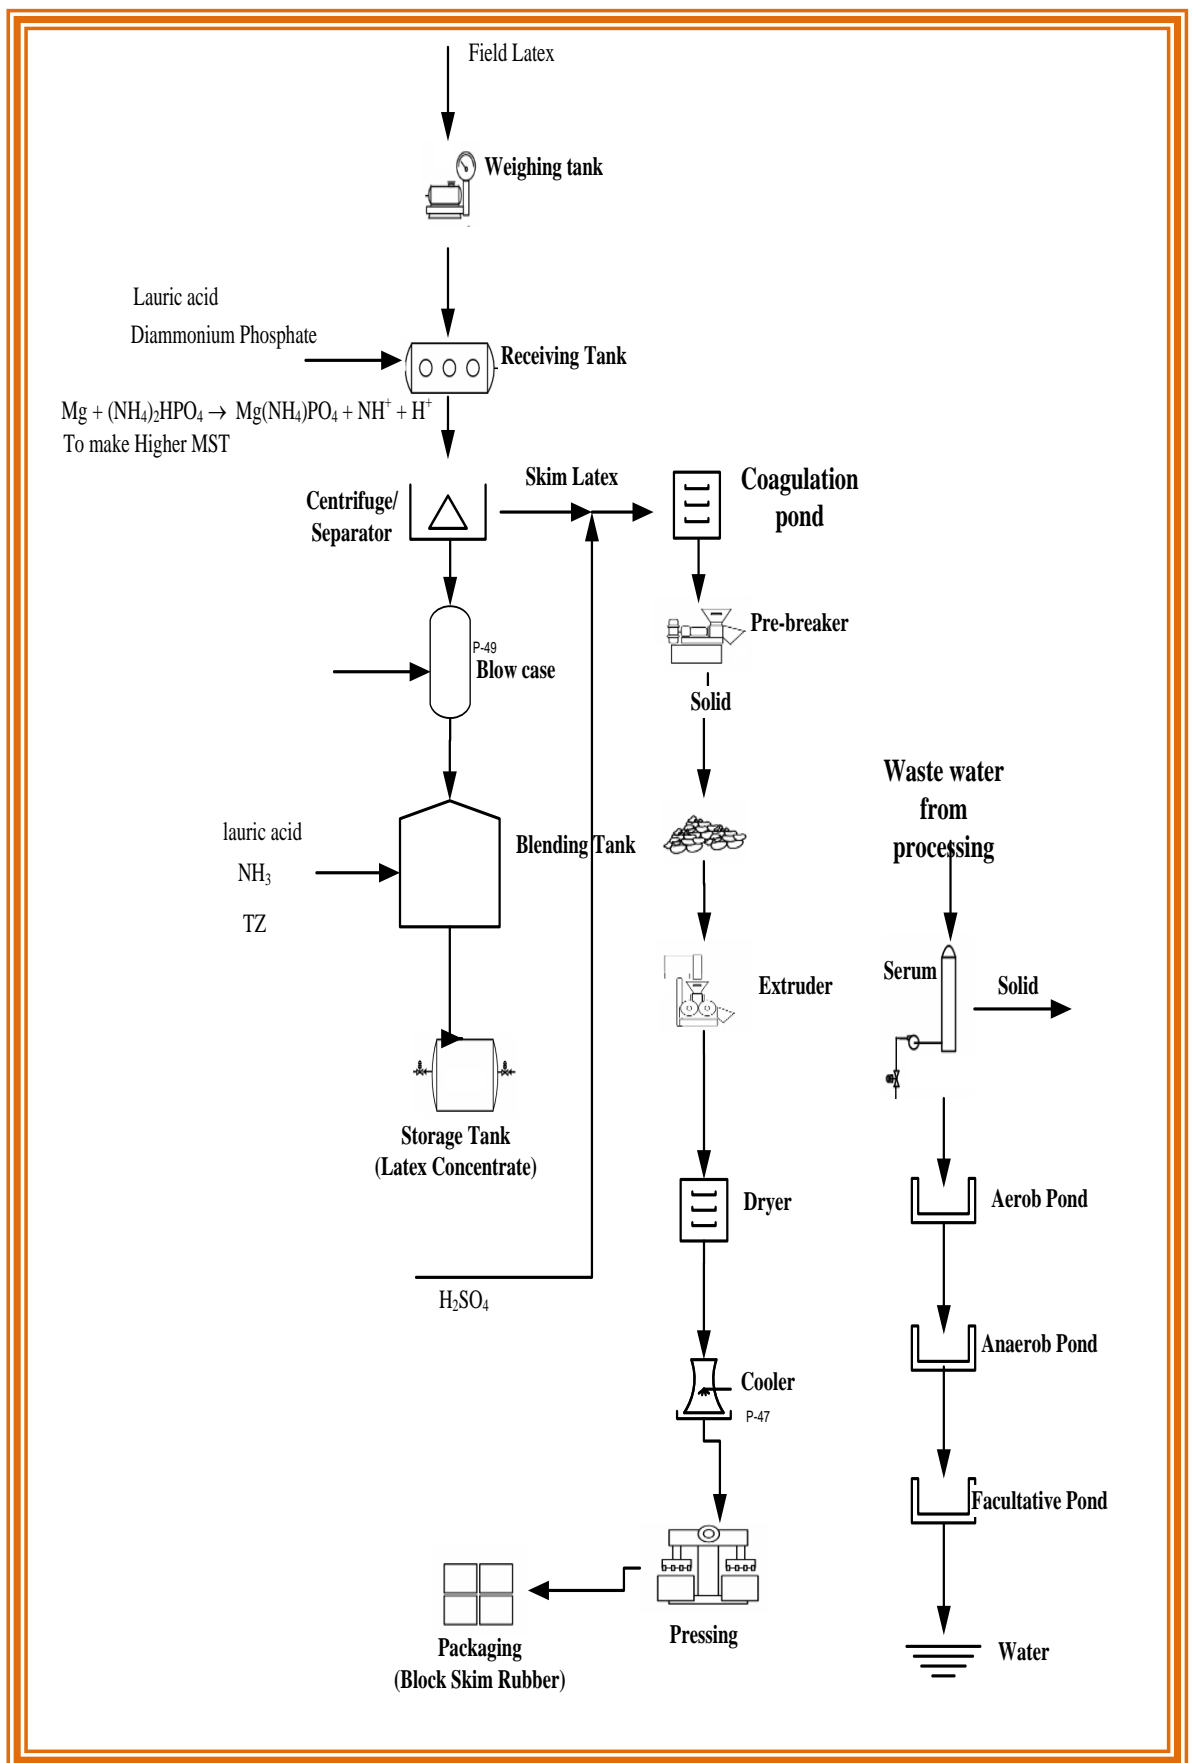 Field Latex
Weighing tank
Lauric acid
Diammonium Phosphate
Receiving Tank
Mg + (NH₄)₂HPO₄ → Mg(NH₄)PO₄ + NH⁺ + H⁺
To make Higher MST
Skim Latex
Centrifuge/
Separator
Coagulation
pond
Pre-breaker
P-49
Blow case
Solid
Waste water
from
processing
lauric acid
NH₃
TZ
Blending Tank
Serum
Solid
Extruder
Storage Tank
(Latex Concentrate)
Dryer
Aerob Pond
H₂SO₄
Anaerob Pond
Cooler
P-47
Facultative Pond
Pressing
Packaging
(Block Skim Rubber)
Water